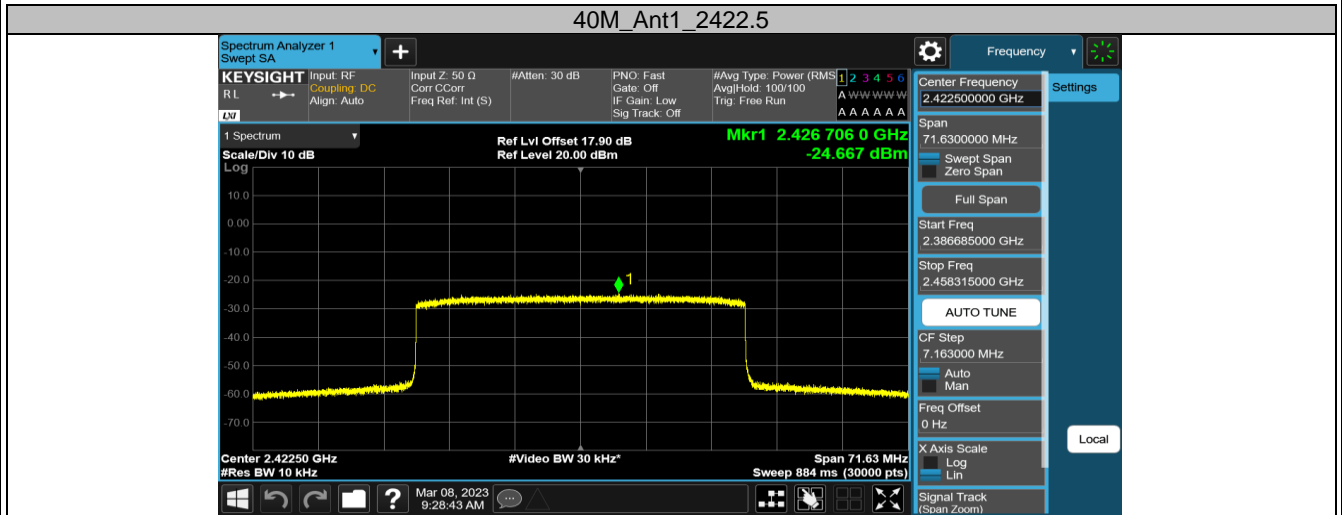 40M_Ant1_2422.5
Spectrum Analyzer 1
Swept SA
+
Frequency
KEYSIGHT
Input: RF
Input Z: 50 Ω
#Atten: 30 dB
PNO: Fast
#Avg Type: Power (RMS
1 2 3 4 5 6
RL
Coupling: DC
Corr CCorr
Gate: Off
Avg|Hold: 100/100
A W W W W W
Align: Auto
Freq Ref: Int (S)
IF Gain: Low
Trig: Free Run
LXI
Sig Track: Off
A A A A A A
1 Spectrum
Ref Lvl Offset 17.90 dB
Mkr1 2.426 706 0 GHz
Scale/Div 10 dB
Ref Level 20.00 dBm
-24.667 dBm
Log
10.0
0.00
-10.0
-20.0
1
-30.0
-40.0
-50.0
-60.0
-70.0
Center 2.42250 GHz
#Video BW 30 kHz*
Span 71.63 MHz
#Res BW 10 kHz
Sweep 884 ms (30000 pts)
Mar 08, 2023
9:28:43 AM
?
Center Frequency
2.422500000 GHz
Settings
Span
71.6300000 MHz
Swept Span
Zero Span
Full Span
Start Freq
2.386685000 GHz
Stop Freq
2.458315000 GHz
AUTO TUNE
CF Step
7.163000 MHz
Auto
Man
Freq Offset
0 Hz
Local
X Axis Scale
Log
Lin
Signal Track
(Span Zoom)